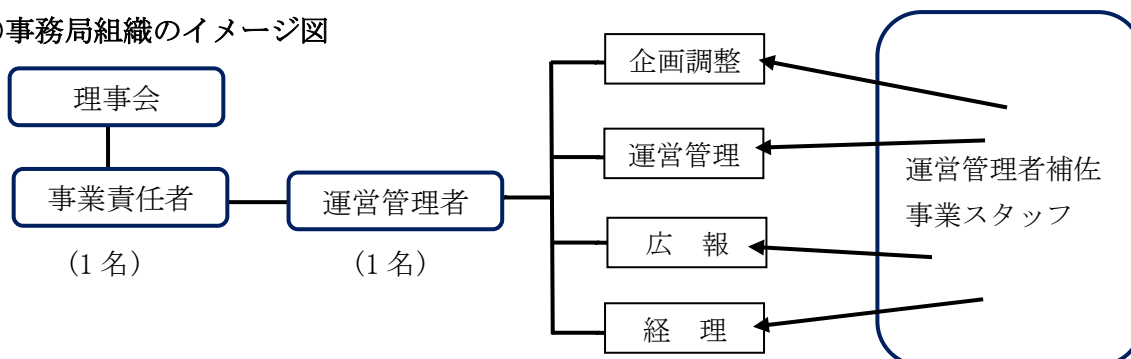 事務局組織のイメージ図
理事会
事業責任者
(1 名)
運営管理者
(1 名)
企画調整
運営管理
広　報
経　理
運営管理者補佐
事業スタッフ